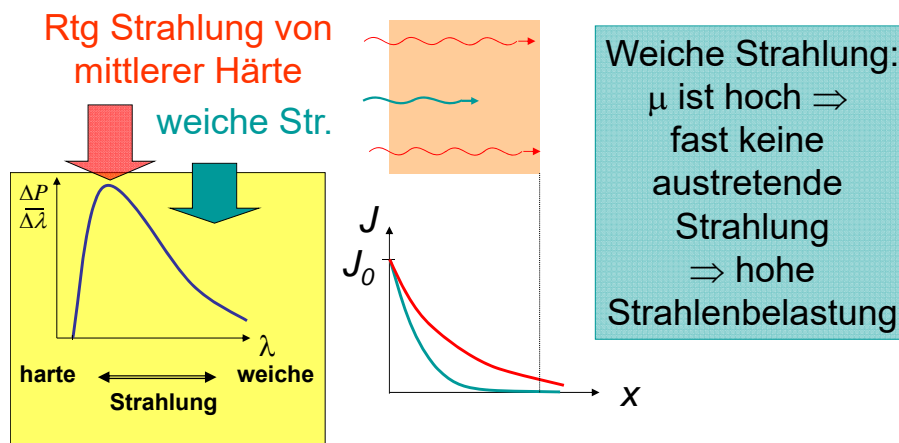 Rtg Strahlung von
mittlerer Härte
weiche Str.
ΔP
Δλ
λ
harte
weiche
Strahlung
J
J₀
x
Weiche Strahlung:
μ ist hoch ⇒
fast keine
austretende
Strahlung
⇒ hohe
Strahlenbelastung